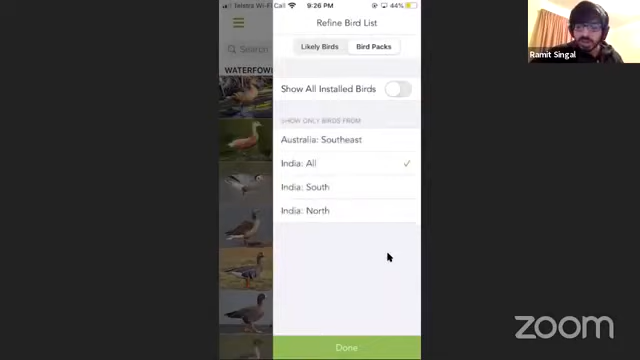 Telstra Wi-Fi Call
9:26 PM
44%
Refine Bird List
Likely Birds
Bird Packs
Search
WATERFOWL
Show All Installed Birds
SHOW ONLY BIRDS FROM
Australia: Southeast
India: All
India: South
India: North
Done
Ramit Singal
zoom